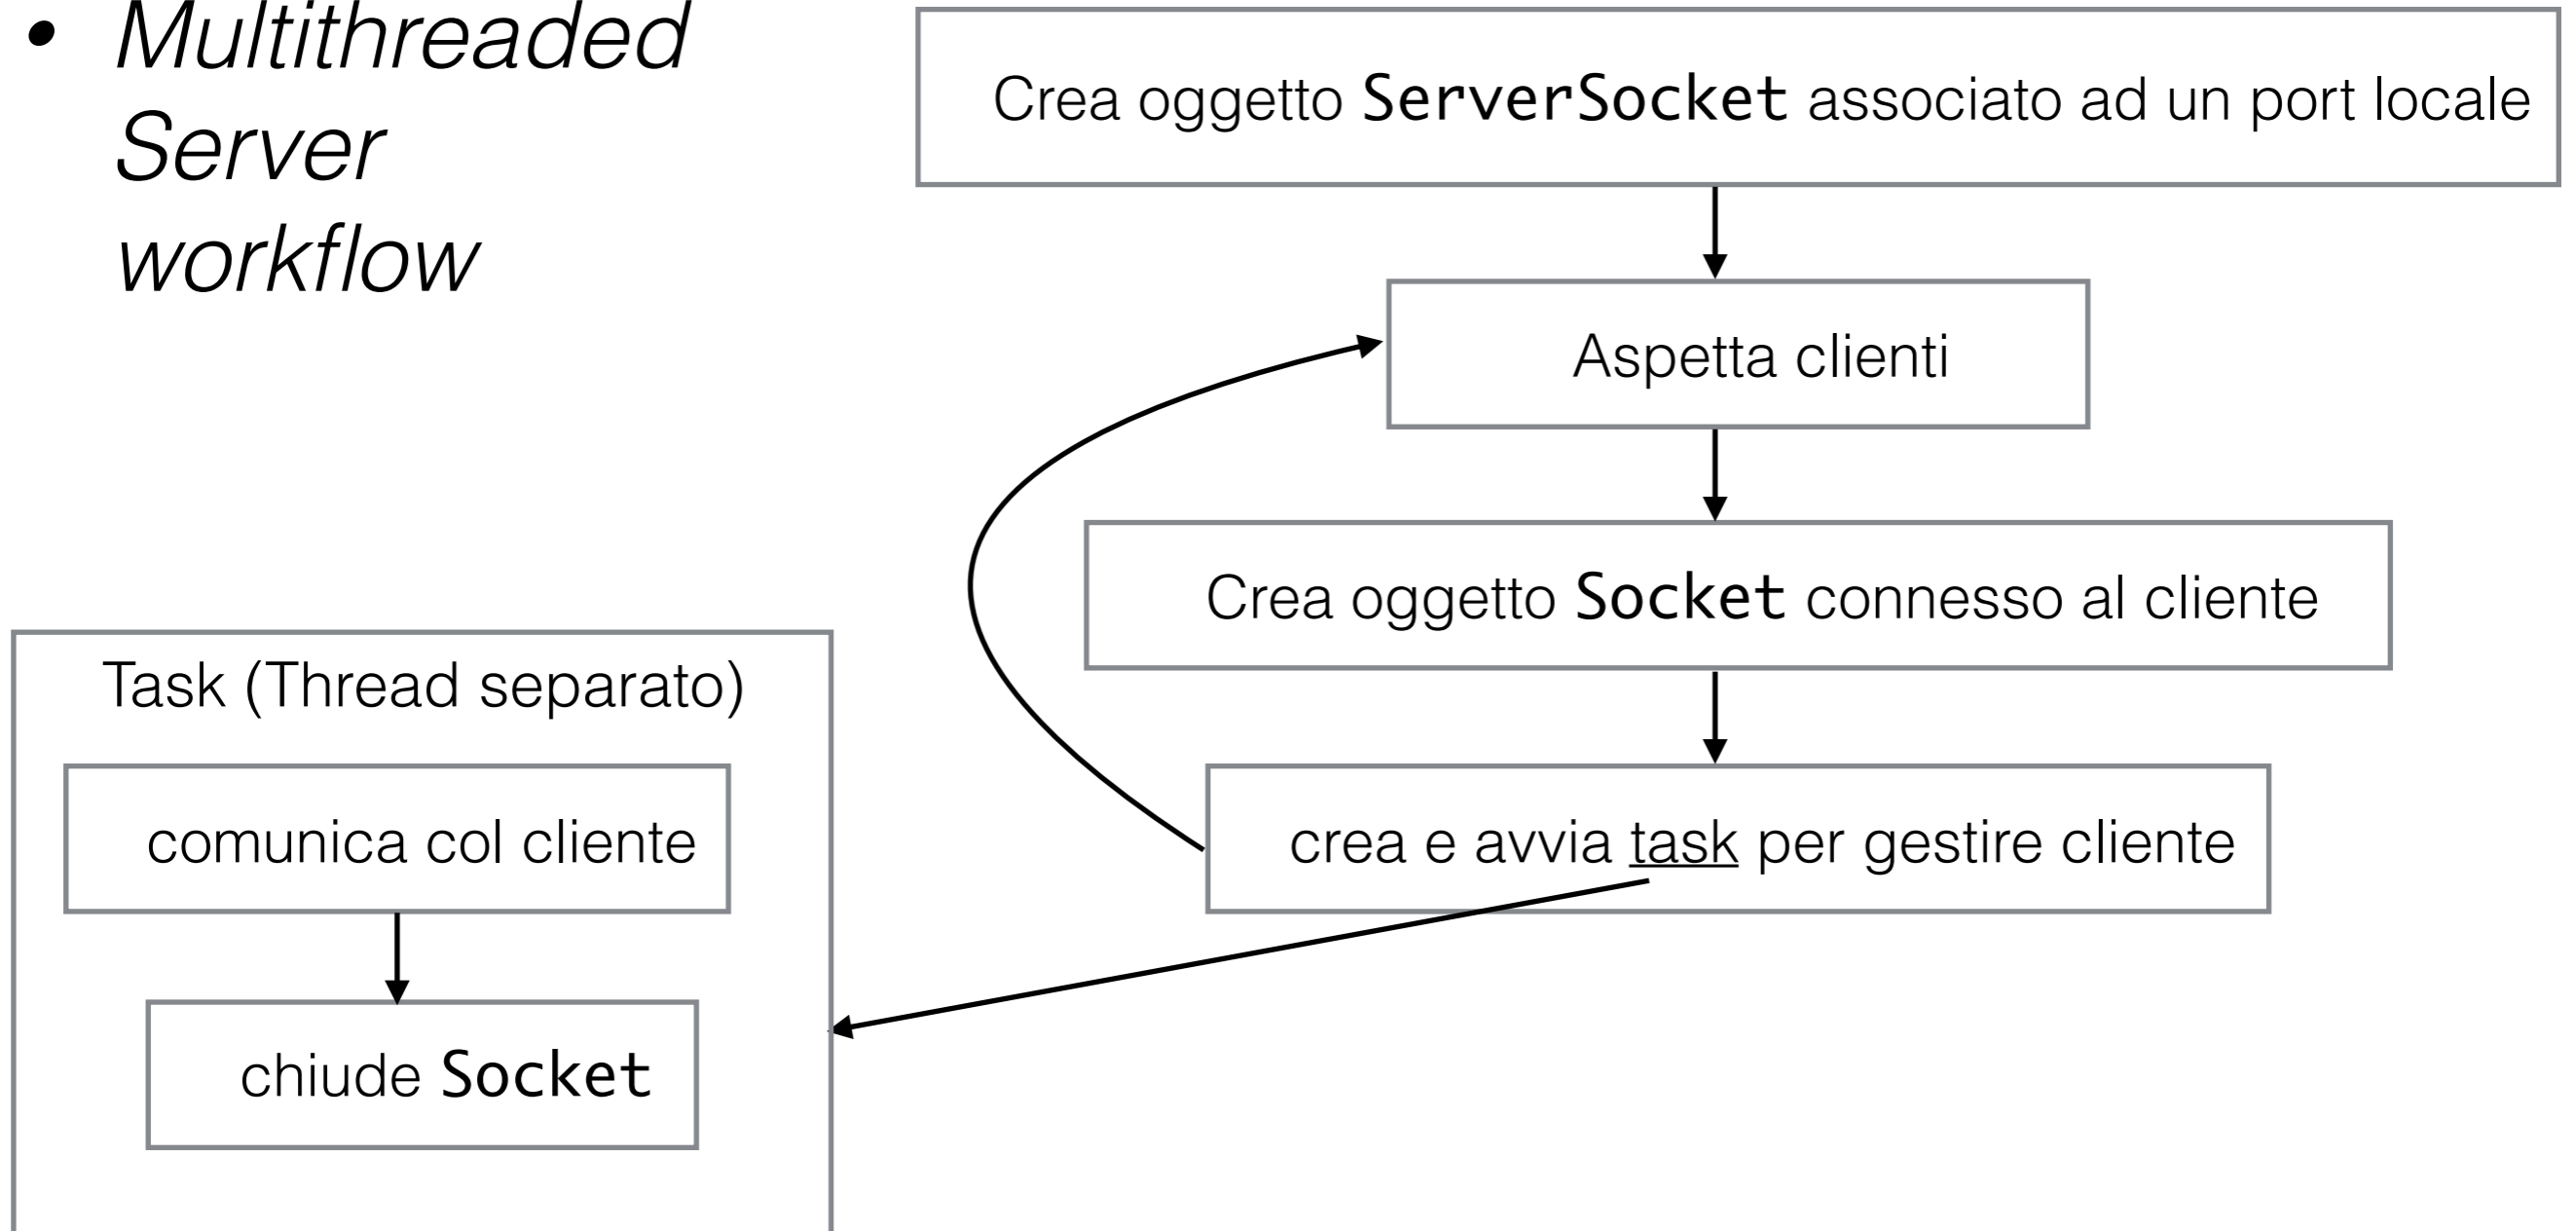 • Multithreaded
Server
workflow
Crea oggetto ServerSocket associato ad un port locale
Aspetta clienti
Crea oggetto Socket connesso al cliente
crea e avvia task per gestire cliente
Task (Thread separato)
comunica col cliente
chiude Socket